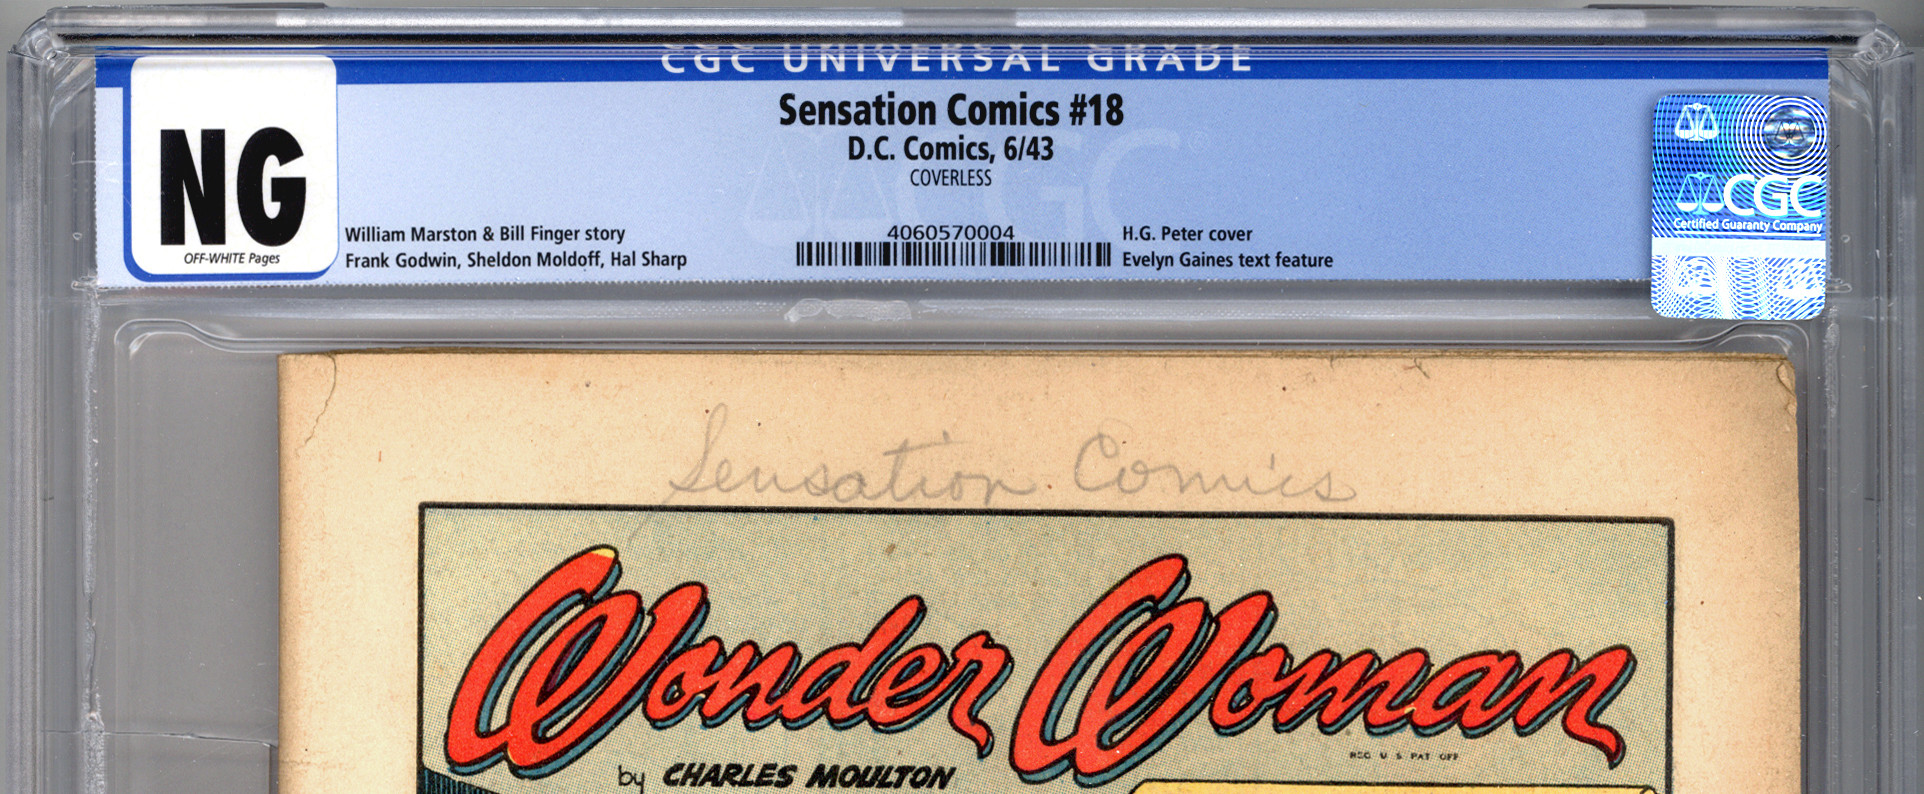 CGC UNIVERSAL GRADE
Sensation Comics #18
D.C. Comics, 6/43
COVERLESS
NG
OFF-WHITE Pages
William Marston & Bill Finger story
Frank Godwin, Sheldon Moldoff, Hal Sharp
4060570004
H.G. Peter cover
Evelyn Gaines text feature
CGC
Certified Guaranty Company
CGC
Sensation Comics
Wonder Woman
REG U S PAT OFF
by CHARLES MOULTON